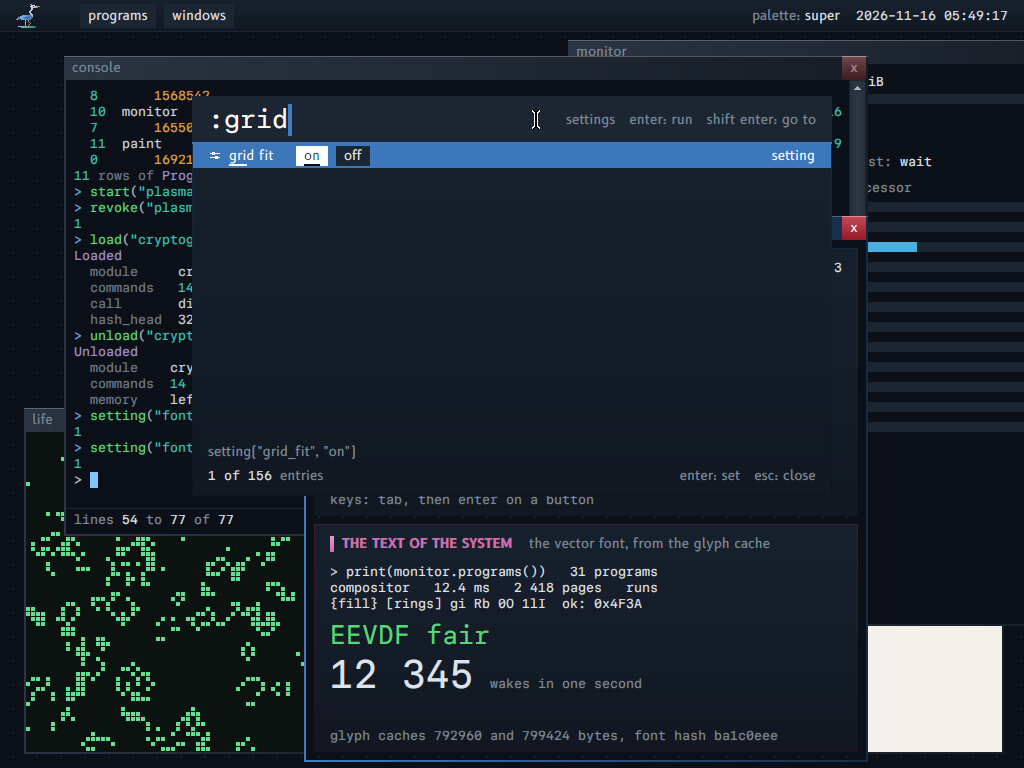 programs windows palette: super 2026-11-16 05:49:17
monitor
console x
8 1568542
10 monitor
7 16550
11 paint
0 16921
11 rows of Prog
> start("plasma
> revoke("plasm
1
> load("cryptog
Loaded
module cr
commands 14
call di
hash_head 32
> unload("crypt
Unloaded
module cry
commands 14
memory lef
> setting("font
1
> setting("font
1
>
lines 54 to 77 of 77
:grid settings enter: run shift enter: go to
grid fit on off setting
setting["grid_fit", "on"]
1 of 156 entries enter: set esc: close
iB
6
9
st: wait
cessor
x
3
life
keys: tab, then enter on a button
THE TEXT OF THE SYSTEM the vector font, from the glyph cache
> print(monitor.programs()) 31 programs
compositor 12.4 ms 2 418 pages runs
{fill} [rings] gi Rb 0O 1lI ok: 0x4F3A
EEVDF fair
12 345 wakes in one second
glyph caches 792960 and 799424 bytes, font hash ba1c0eee